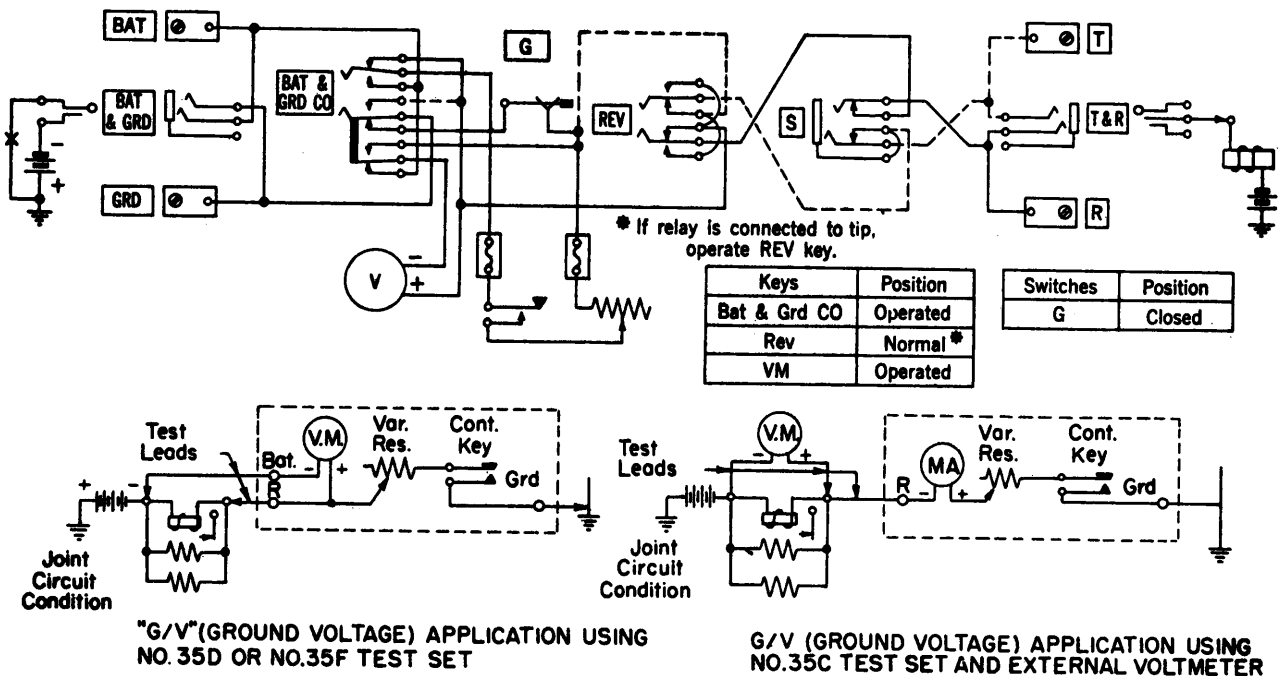 BAT
BAT
& GRD
GRD
BAT &
GRD CO
G
REV
S
T
T&R
R
-
+
V
-
+
* If relay is connected to tip,
operate REV key.
Keys Position
Bat & Grd CO Operated
Rev Normal*
VM Operated
Switches Position
G Closed
Test
Leads
Bat.
R
V.M.
- +
Var.
Res.
Cont.
Key
Grd
+ -
Joint
Circuit
Condition
"G/V"(GROUND VOLTAGE) APPLICATION USING
NO. 35D OR NO.35F TEST SET
Test
Leads
V.M.
- +
R
MA
- +
Var.
Res.
Cont.
Key
Grd
Joint
Circuit
Condition
G/V (GROUND VOLTAGE) APPLICATION USING
NO.35C TEST SET AND EXTERNAL VOLTMETER